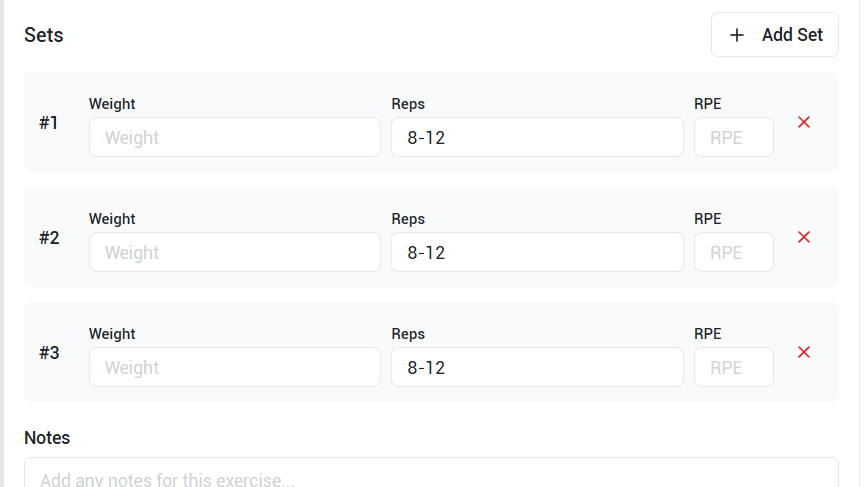 Sets
+ Add Set
Weight Reps RPE
#1 Weight 8-12 RPE
Weight Reps RPE
#2 Weight 8-12 RPE
Weight Reps RPE
#3 Weight 8-12 RPE
Notes
Add any notes for this exercise...